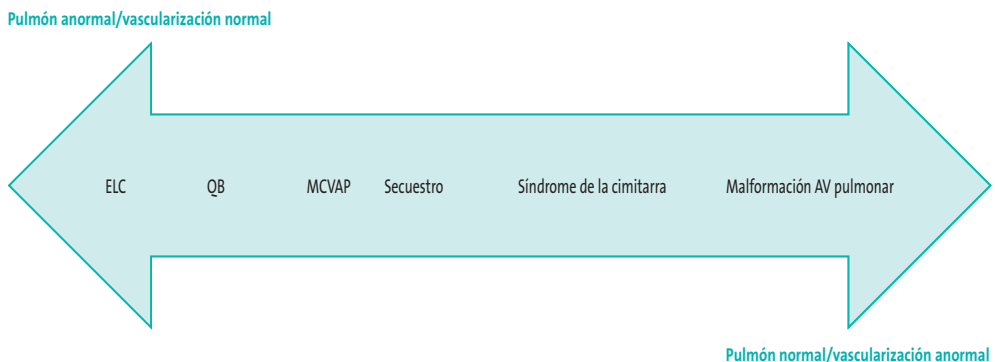 Pulmón anormal/vascularización normal
ELC QB MCVAP Secuestro Síndrome de la cimitarra Malformación AV pulmonar
Pulmón normal/vascularización anormal